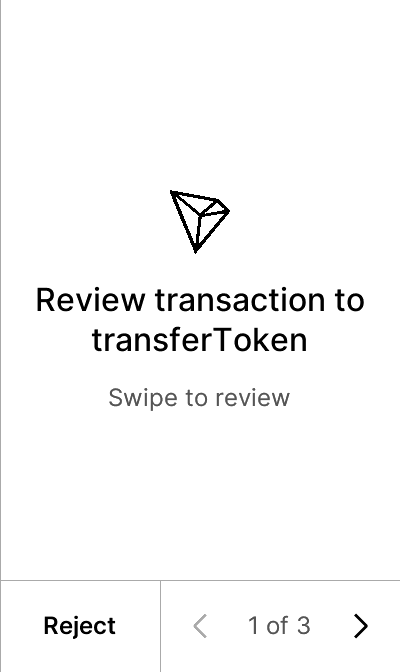 Review transaction to
transferToken
Swipe to review
Reject
1 of 3